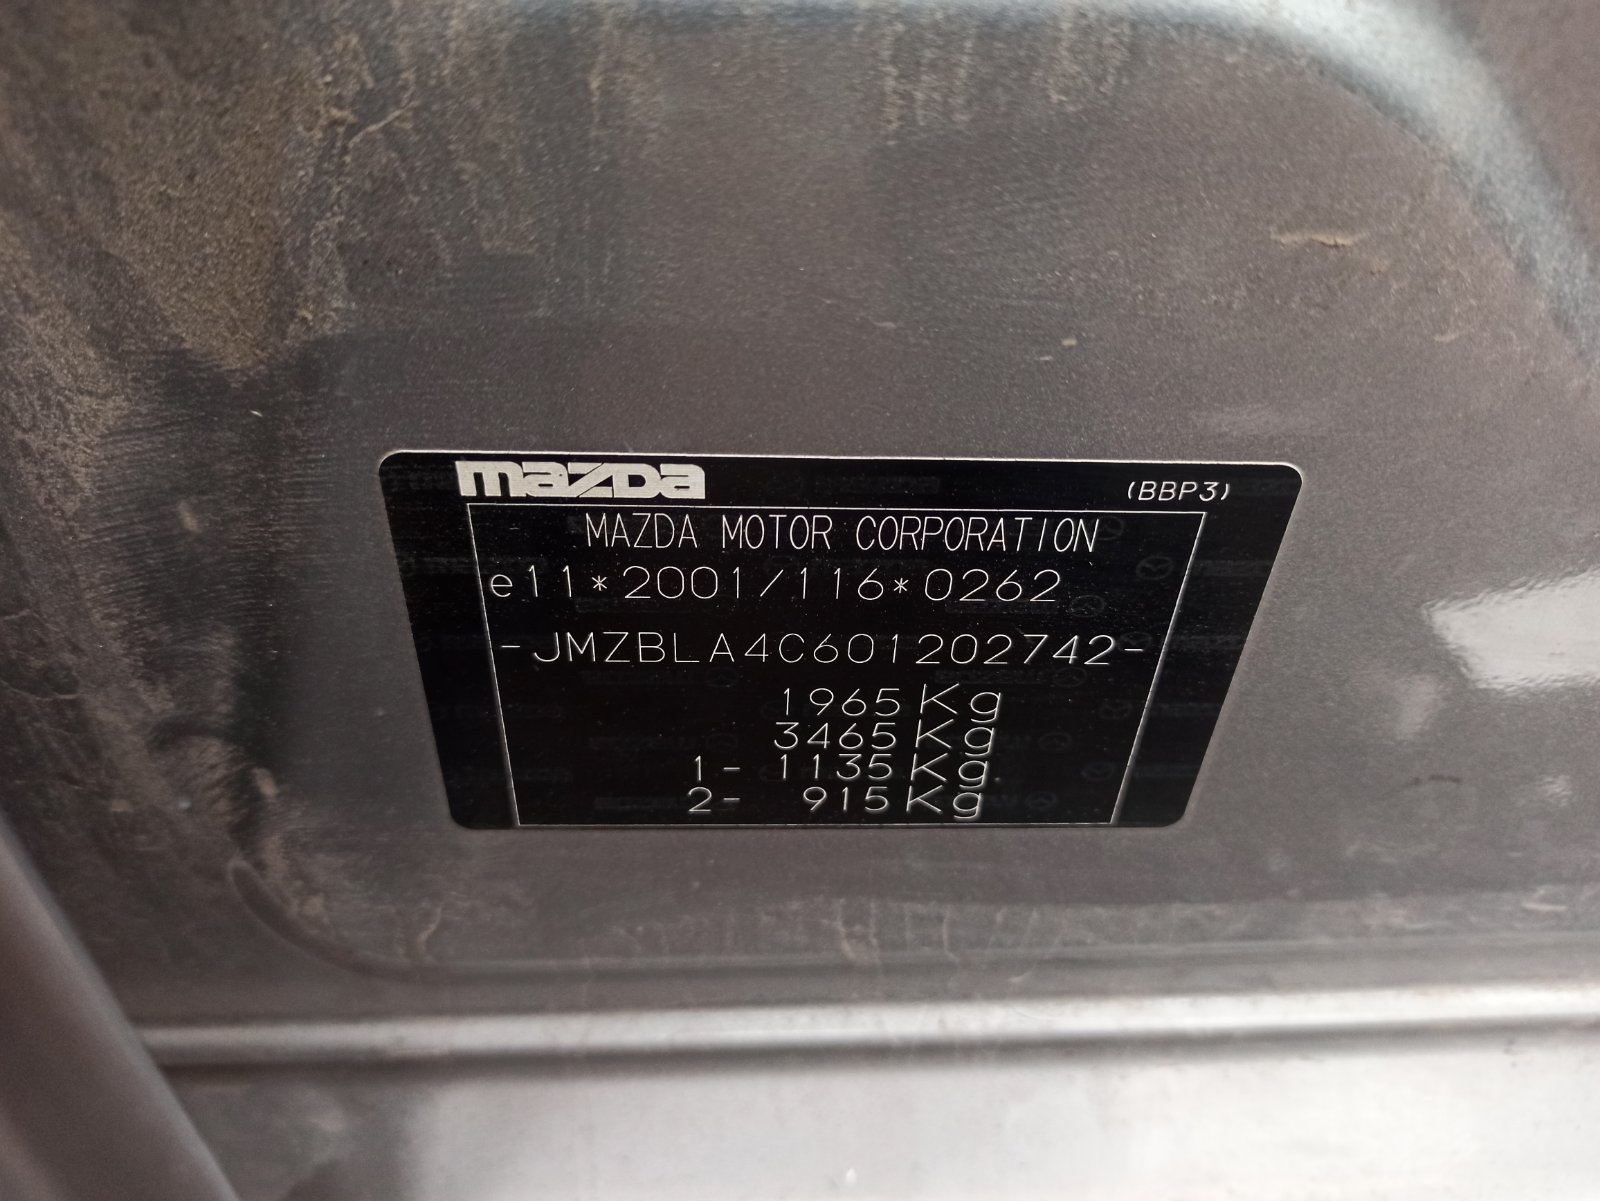 mazda (BBP3)
MAZDA MOTOR CORPORATION
e11*2001/116*0262
-JMZBLA4C601202742-
1965Kg
3465Kg
1- 1135Kg
2- 915Kg